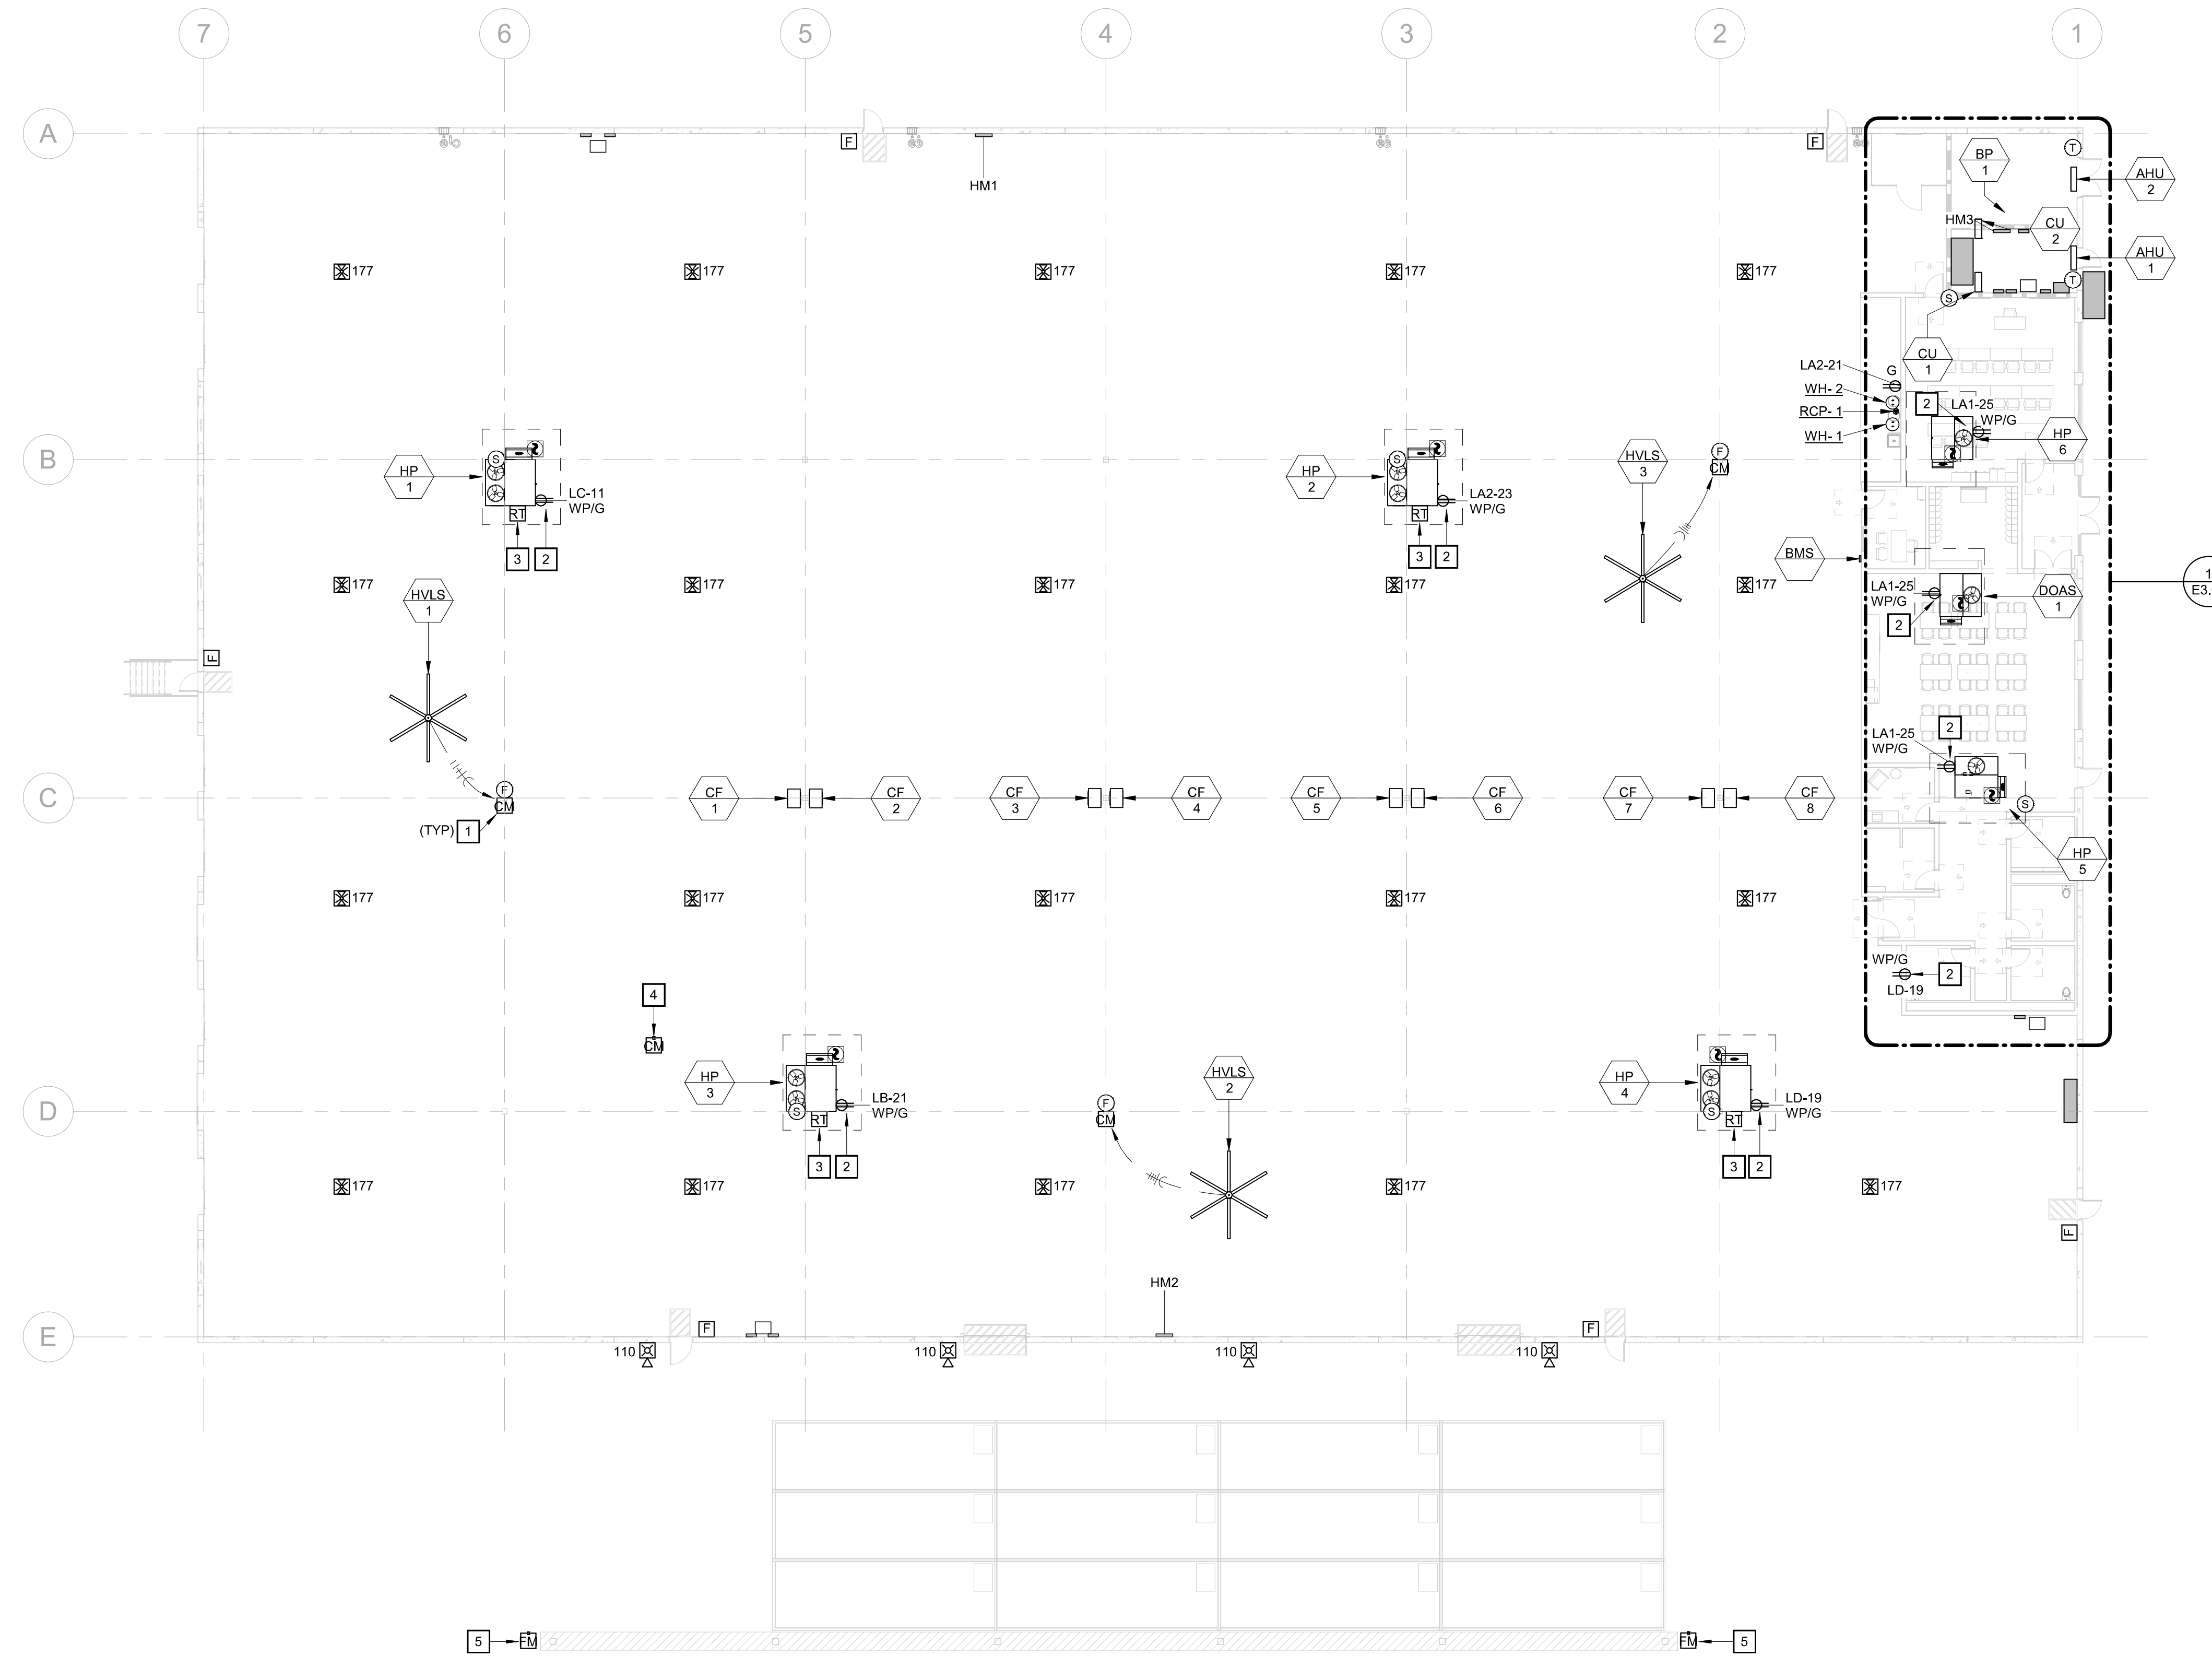 7 6 5 4 3 2 1
A
F
F
T
BP
1
AHU
2
HM1
HM3
CU
2
AHU
1
177 177 177 177 177
T
S
CU
1
LA2-21
G
WH- 2
RCP- 1
WH- 1
2
LA1-25
WP/G
HP
6
B
HP
1
S
LC-11
WP/G
RT
3
2
HP
2
S
LA2-23
WP/G
RT
3
2
HVLS
3
F
CM
BMS
177 177 177 177
HVLS
1
LA1-25
WP/G
2
DOAS
1
1
E3.
F
LA1-25
WP/G
2
S
HP
5
C
F
CM
(TYP) 1
CF
1
CF
2
CF
3
CF
4
CF
5
CF
6
CF
7
CF
8
177 177 177 177 177
WP/G
2
LD-19
4
CM
D
HP
3
S
LB-21
WP/G
RT
3
2
F
CM
HVLS
2
HP
4
S
LD-19
WP/G
RT
3
2
177 177 177 177 177
F
HM2
E
F
F
110 110 110 110
5 FM
FM 5